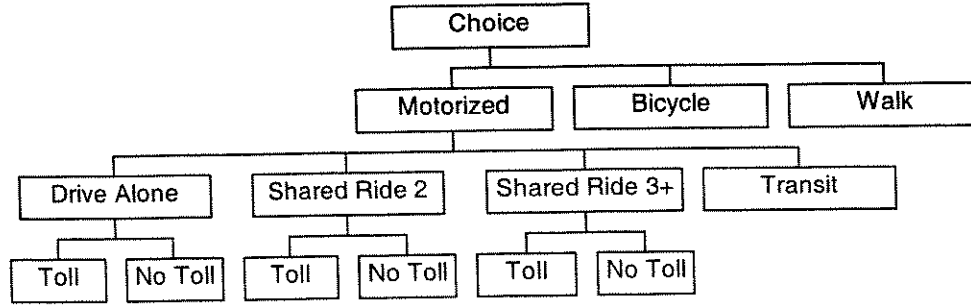 Choice
Motorized
Bicycle
Walk
Drive Alone
Shared Ride 2
Shared Ride 3+
Transit
Toll
No Toll
Toll
No Toll
Toll
No Toll